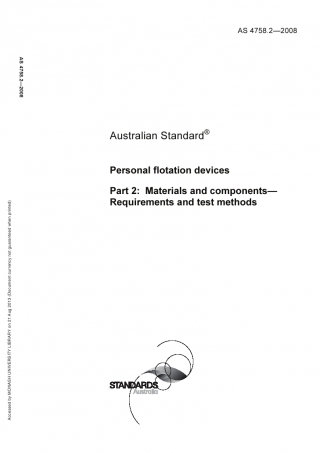 AS 4758.2—2008
AS 4758.2—2008
Australian Standard®
Personal flotation devices
Part 2: Materials and components—
Requirements and test methods
Accessed by MONASH UNIVERSITY LIBRARY on 21 Aug 2013 (Document currency not guaranteed when printed)
STANDARDS
Australia